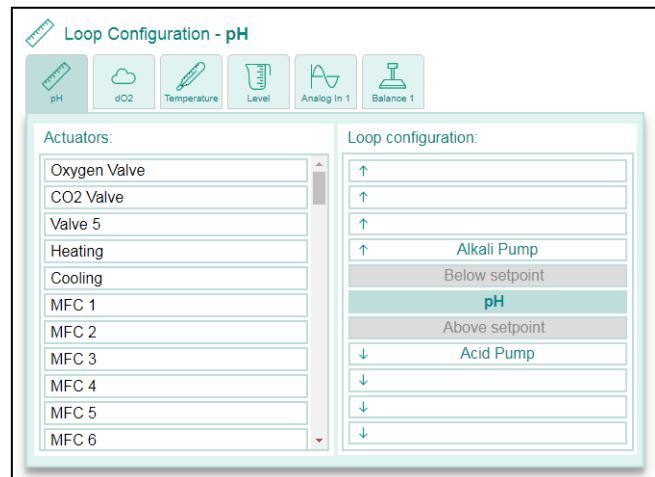 Loop Configuration - pH
pH
dO2
Temperature
Level
Analog In 1
Balance 1
Actuators:
Oxygen Valve
CO2 Valve
Valve 5
Heating
Cooling
MFC 1
MFC 2
MFC 3
MFC 4
MFC 5
MFC 6
Loop configuration:
↑
↑
↑
↑ Alkali Pump
Below setpoint
pH
Above setpoint
↓ Acid Pump
↓
↓
↓